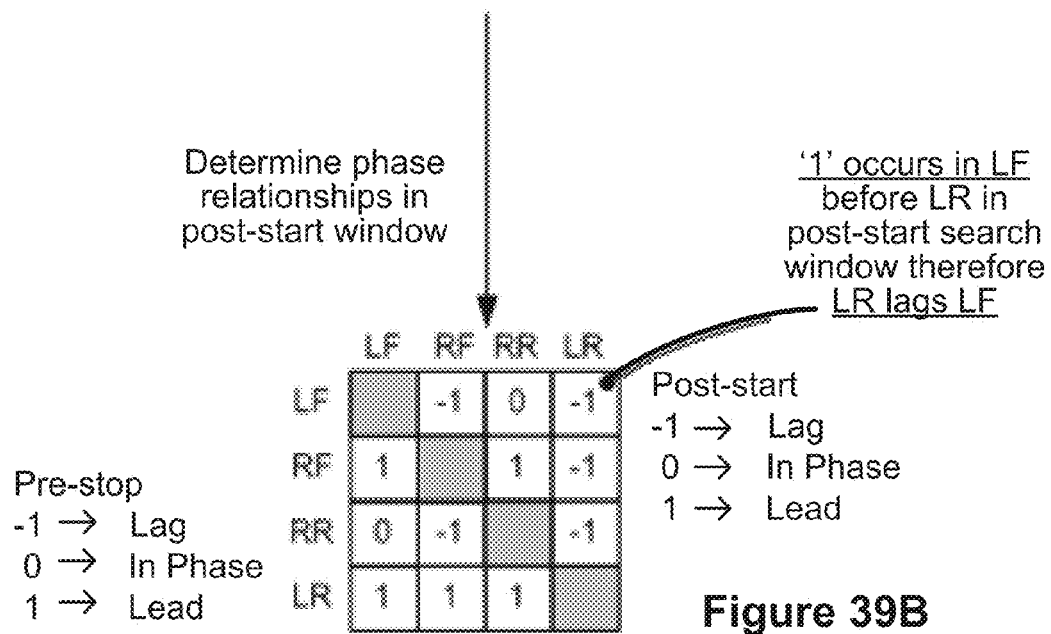 Determine phase
relationships in
post-start window
'1' occurs in LF
before LR in
post-start search
window therefore
LR lags LF
LF RF RR LR
LF -1 0 -1
RF 1 1 -1
RR 0 -1 -1
LR 1 1 1
Post-start
-1 → Lag
0 → In Phase
1 → Lead
Pre-stop
-1 → Lag
0 → In Phase
1 → Lead
Figure 39B